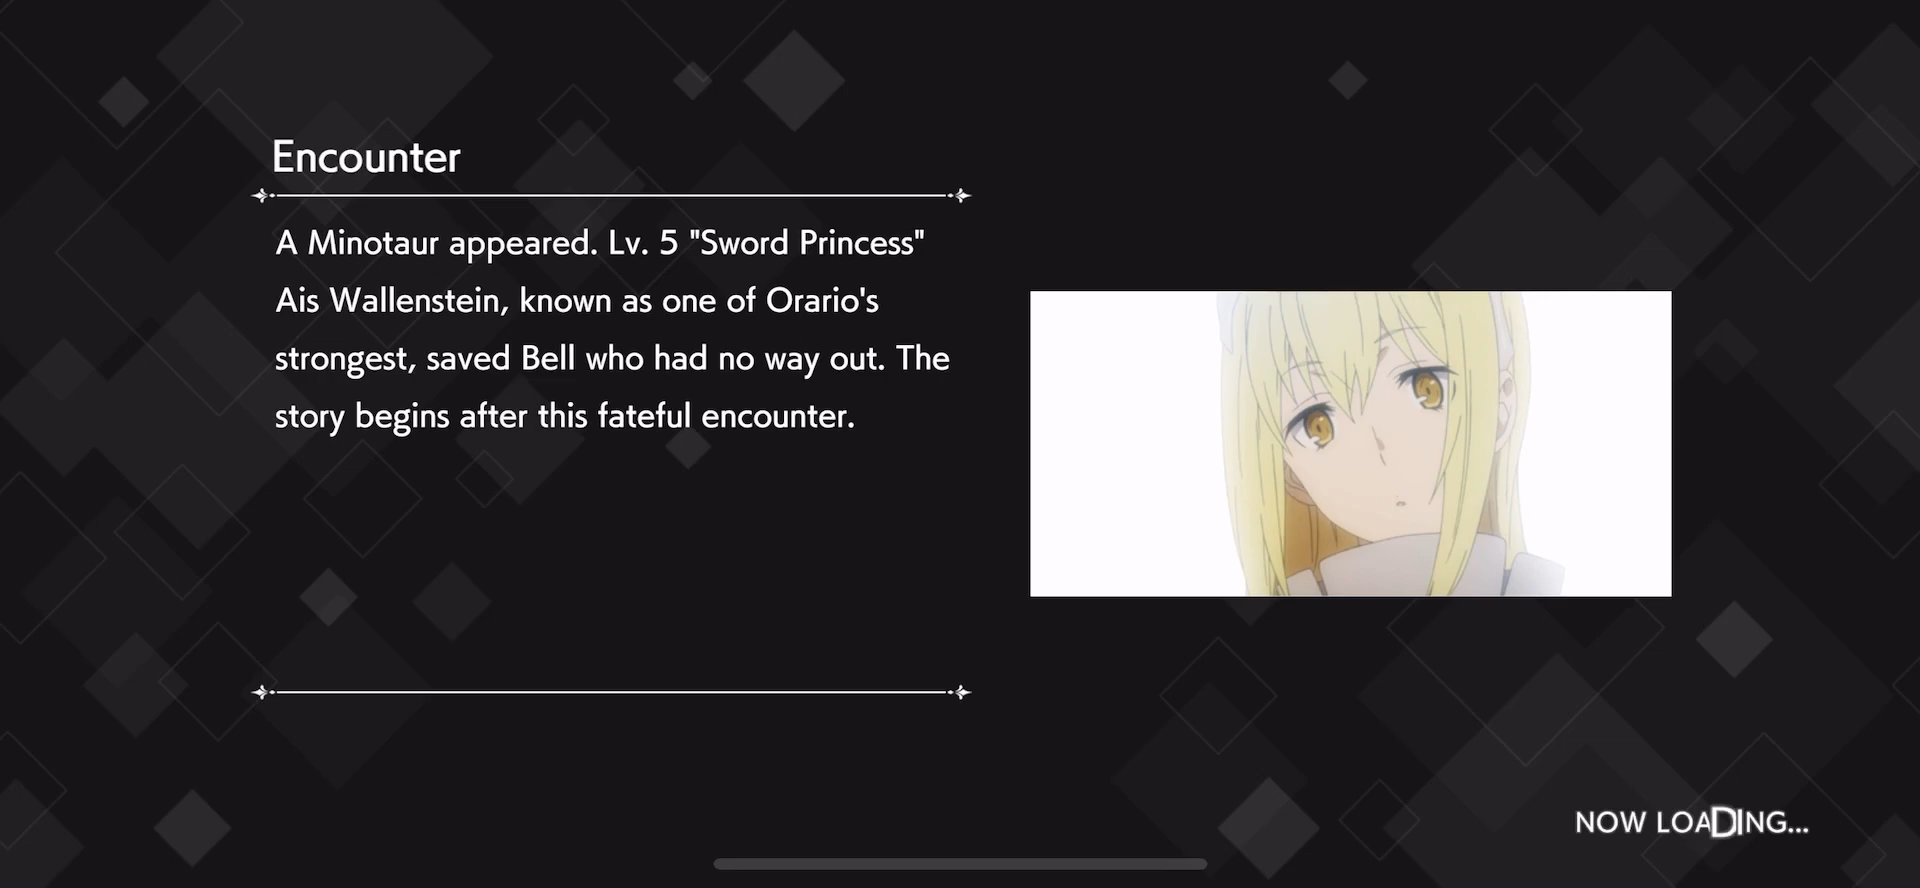 Encounter
A Minotaur appeared. Lv. 5 "Sword Princess"
Ais Wallenstein, known as one of Orario's
strongest, saved Bell who had no way out. The
story begins after this fateful encounter.
NOW LOADING...